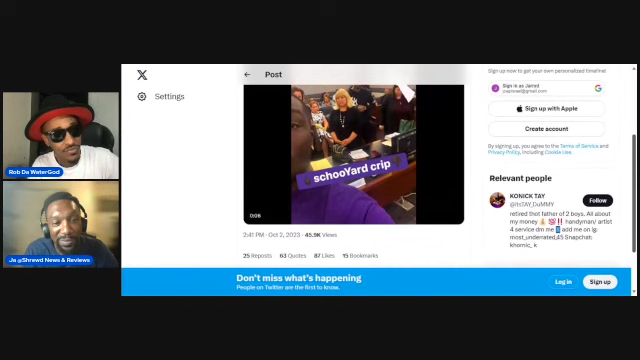 X
Settings
← Post
schooYard crip
0:06
2:41 PM · Oct 2, 2023 · 45.9K Views
25 Reposts 63 Quotes 87 Likes 15 Bookmarks
Sign up now to get your own personalized timeline!
Sign in as Jarred
Sign up with Apple
Create account
By signing up, you agree to the Terms of Service and
Privacy Policy, including Cookie Use.
Relevant people
KONICK TAY
@ItsTAY_DuMMY
Follow
retired that father of 2 boys. All about
my money 💰 💯‼️ handyman/ artist
4 service dm me add me on ig.
most_underrated_45 Snapchat:
khornic_k
Rob Da WaterGod
Ja @Shrewd News & Reviews
Don't miss what's happening
People on Twitter are the first to know.
Log in
Sign up